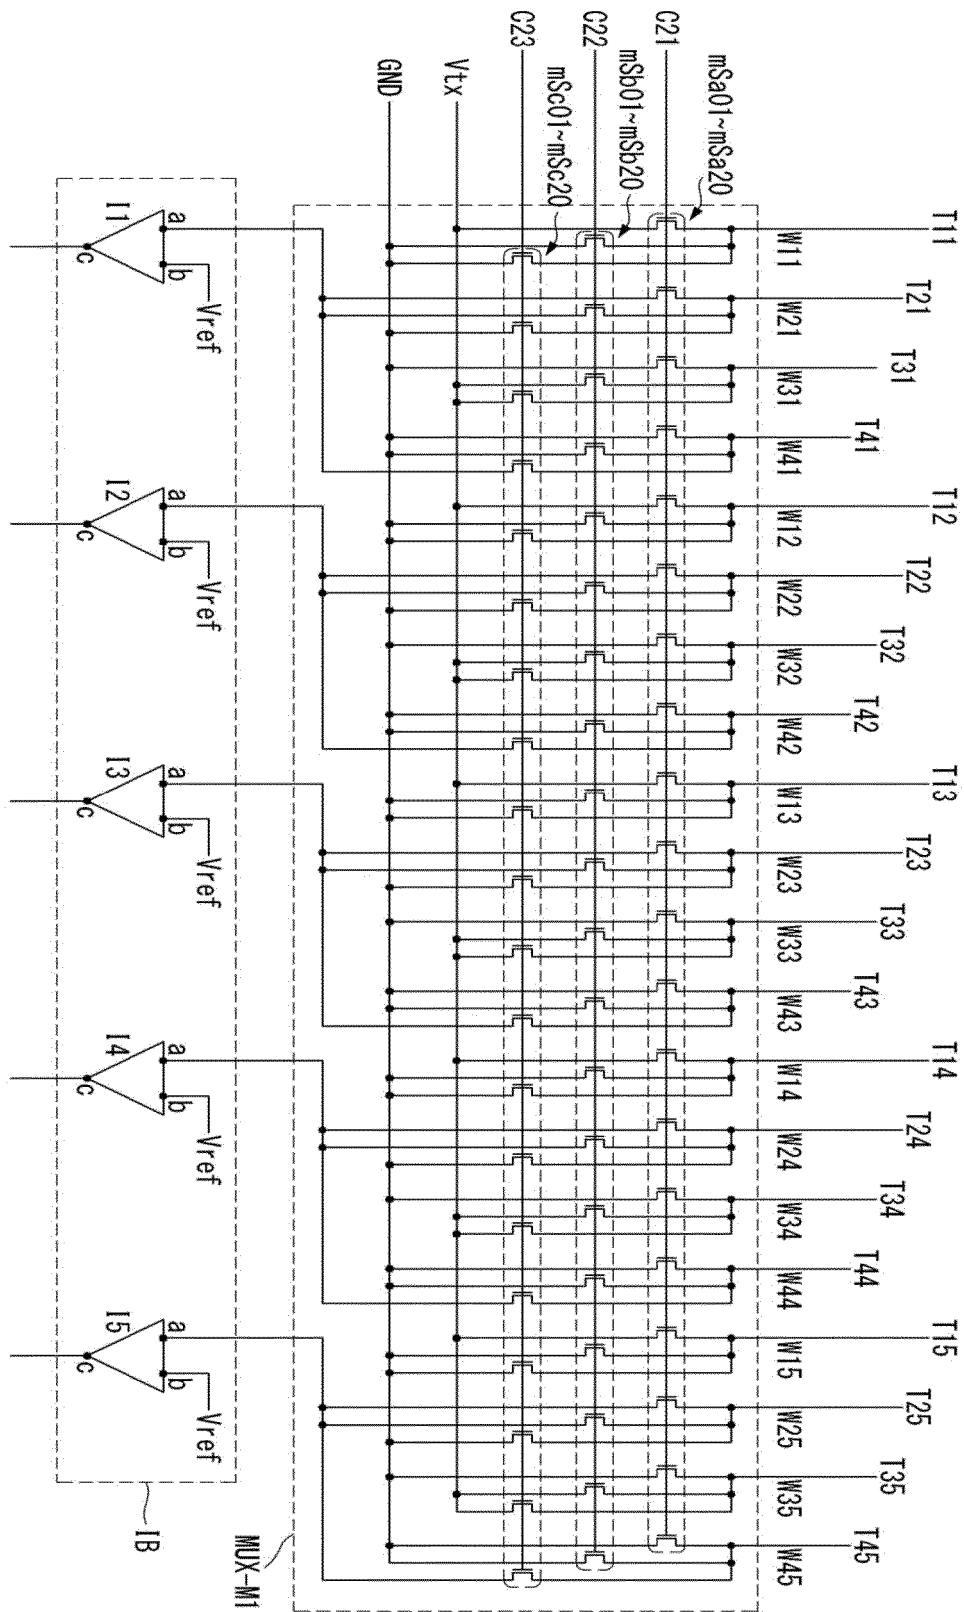 C21
C22
C23
Vtx
GND
mSa01~mSa20
mSb01~mSb20
mSc01~mSc20
T11
T21
T31
T41
T12
T22
T32
T42
T13
T23
T33
T43
T14
T24
T34
T44
T15
T25
T35
T45
W11
W21
W31
W41
W12
W22
W32
W42
W13
W23
W33
W43
W14
W24
W34
W44
W15
W25
W35
W45
I1
a
b
c
Vref
I2
a
b
c
Vref
I3
a
b
c
Vref
I4
a
b
c
Vref
I5
a
b
c
Vref
IB
MUX-M1